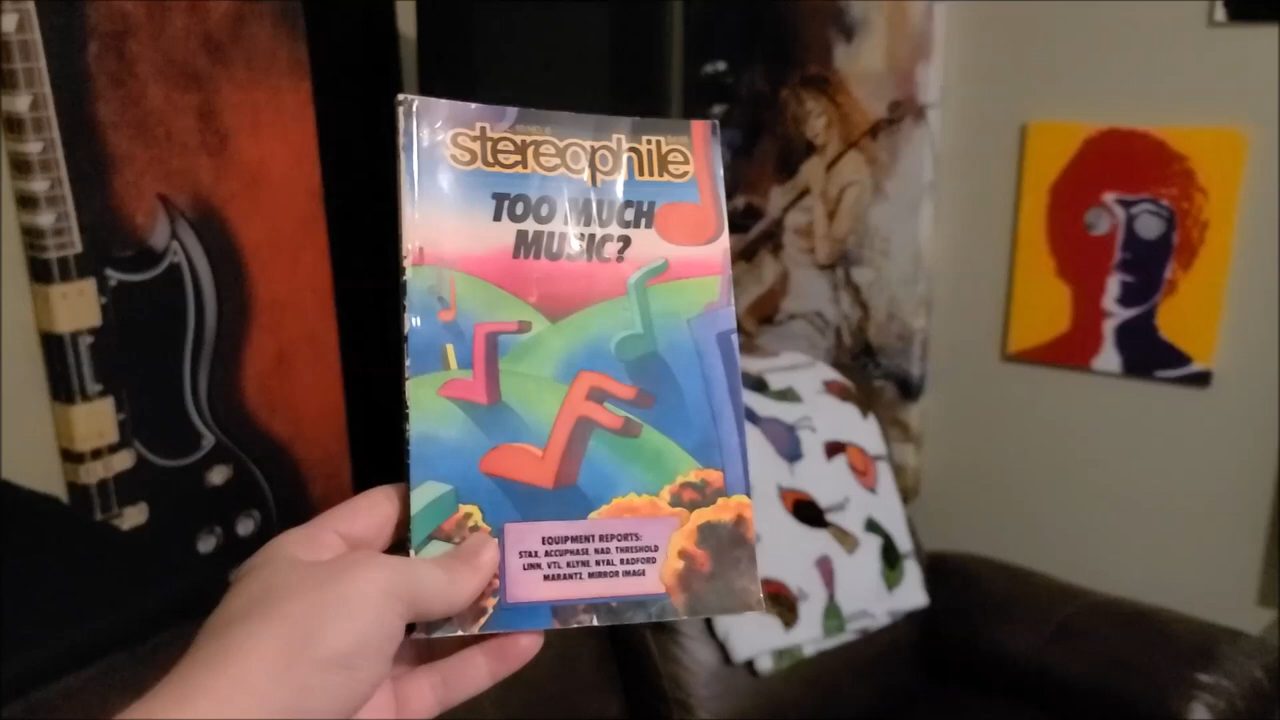 stereophile
TOO MUCH
MUSIC?
EQUIPMENT REPORTS:
STAX, ACCUPHASE, NAD, THRESHOLD
LINN, VTL, KLYNE, NYAL, RADFORD
MARANTZ, MIRROR IMAGE